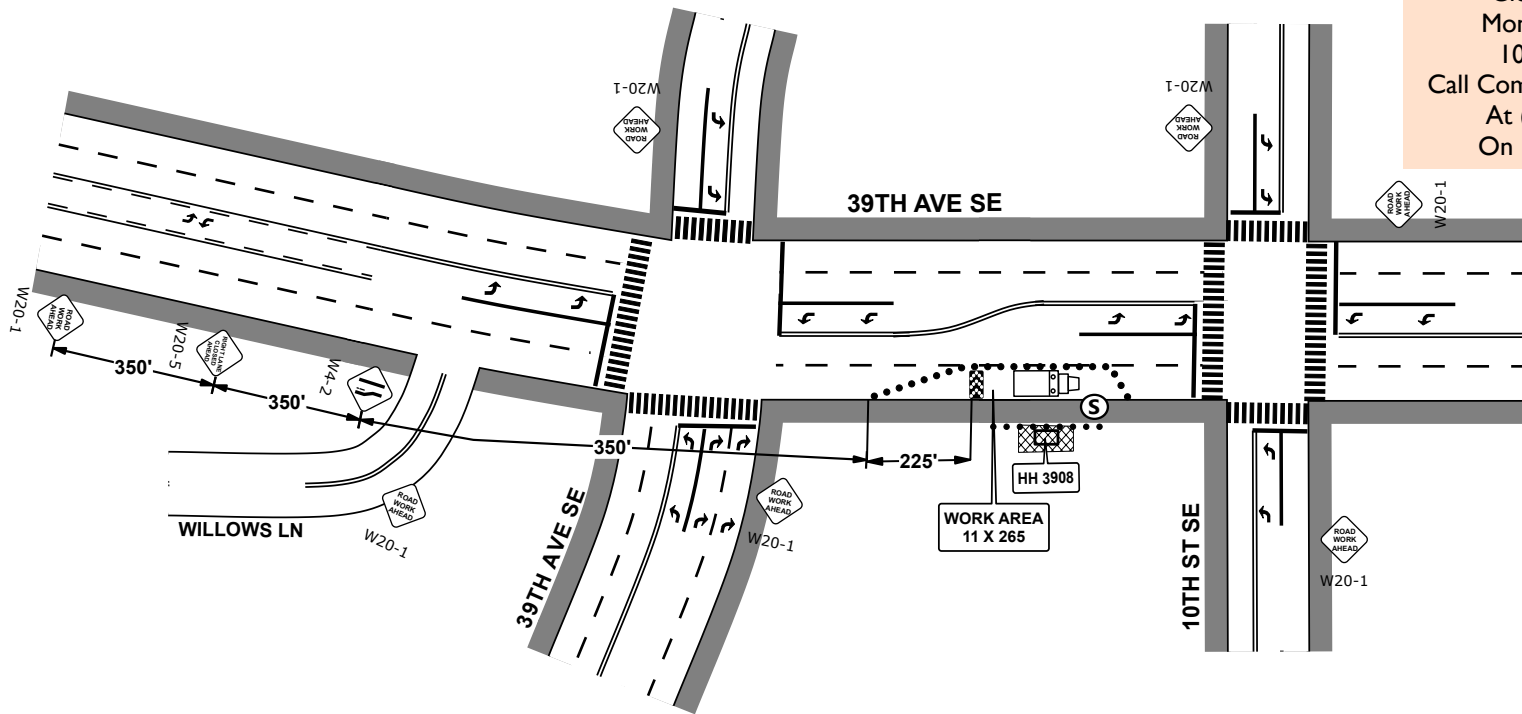 Mon
10
Call Com
At
On
W20-1
ROAD
WORK
AHEAD
W20-1
ROAD
WORK
AHEAD
ROAD
WORK
AHEAD
W20-1
39TH AVE SE
W20-1
ROAD
WORK
AHEAD
W20-5
RIGHT LANE
CLOSED
AHEAD
W4-2
350'
350'
350'
225'
S
HH 3908
WORK AREA
11 X 265
ROAD
WORK
AHEAD
W20-1
WILLOWS LN
39TH AVE SE
ROAD
WORK
AHEAD
W20-1
10TH ST SE
ROAD
WORK
AHEAD
W20-1